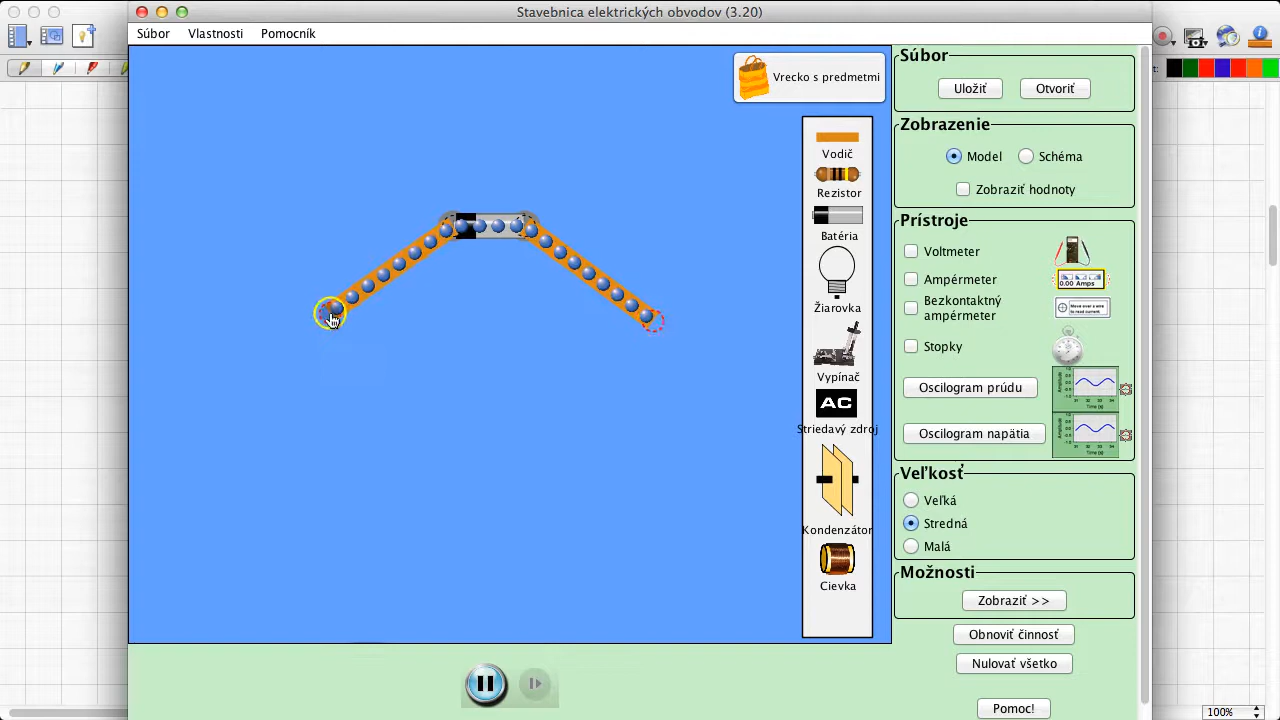 Stavebnica elektrických obvodov (3.20)
Súbor Vlastnosti Pomocník
Vrecko s predmetmi
Vodič
Rezistor
Batéria
Žiarovka
Vypínač
AC
Striedavý zdroj
Kondenzátor
Cievka
Súbor
Uložiť Otvoriť
Zobrazenie
Model Schéma
Zobraziť hodnoty
Prístroje
Voltmeter
Ampérmeter
0.00 Amps
Bezkontaktný
ampérmeter
Stopky
Oscilogram prúdu
Time (s)
Oscilogram napätia
Time (s)
Veľkosť
Veľká
Stredná
Malá
Možnosti
Zobraziť >>
Obnoviť činnosť
Nulovať všetko
Pomoc!
100%